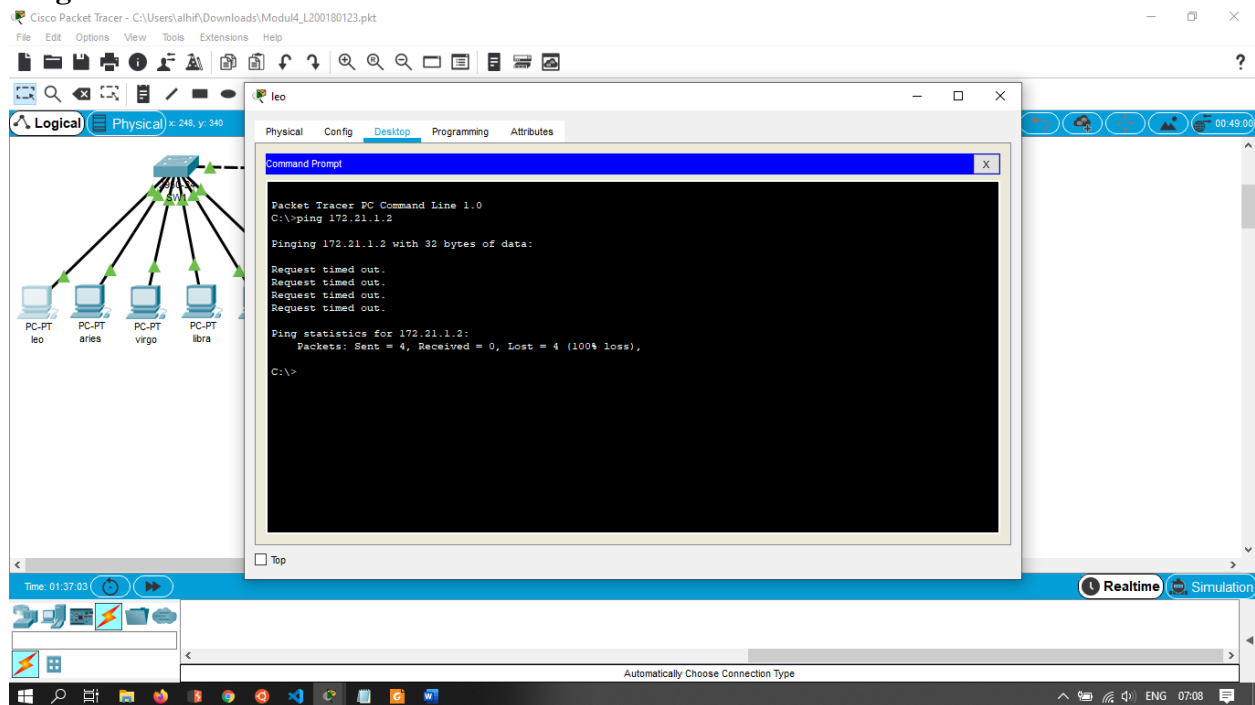 Cisco Packet Tracer - C:\Users\alhif\Downloads\Modul4_L200180123.pkt
File Edit Options View Tools Extensions Help
?
leo
Logical
Physical
x: 248, y: 340
00:49:00
Physical Config Desktop Programming Attributes
Command Prompt
X
Packet Tracer PC Command Line 1.0
C:\>ping 172.21.1.2
Pinging 172.21.1.2 with 32 bytes of data:
Request timed out.
Request timed out.
Request timed out.
Request timed out.
Ping statistics for 172.21.1.2:
Packets: Sent = 4, Received = 0, Lost = 4 (100% loss),
C:\>
SW1
PC-PT
leo
PC-PT
aries
PC-PT
virgo
PC-PT
libra
Top
Time: 01:37:03
Realtime
Simulation
Automatically Choose Connection Type
ENG 07:08